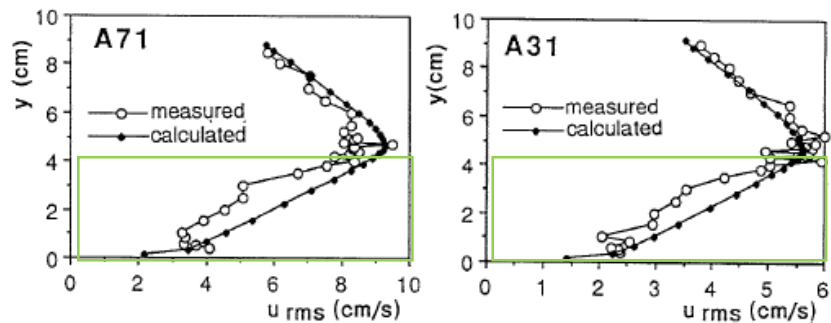 A71
y (cm)
measured
calculated
10
8
6
4
2
0
0 2 4 6 8 10
u rms (cm/s)
A31
y(cm)
measured
calculated
10
8
6
4
2
0
0 1 2 3 4 5 6
u rms (cm/s)